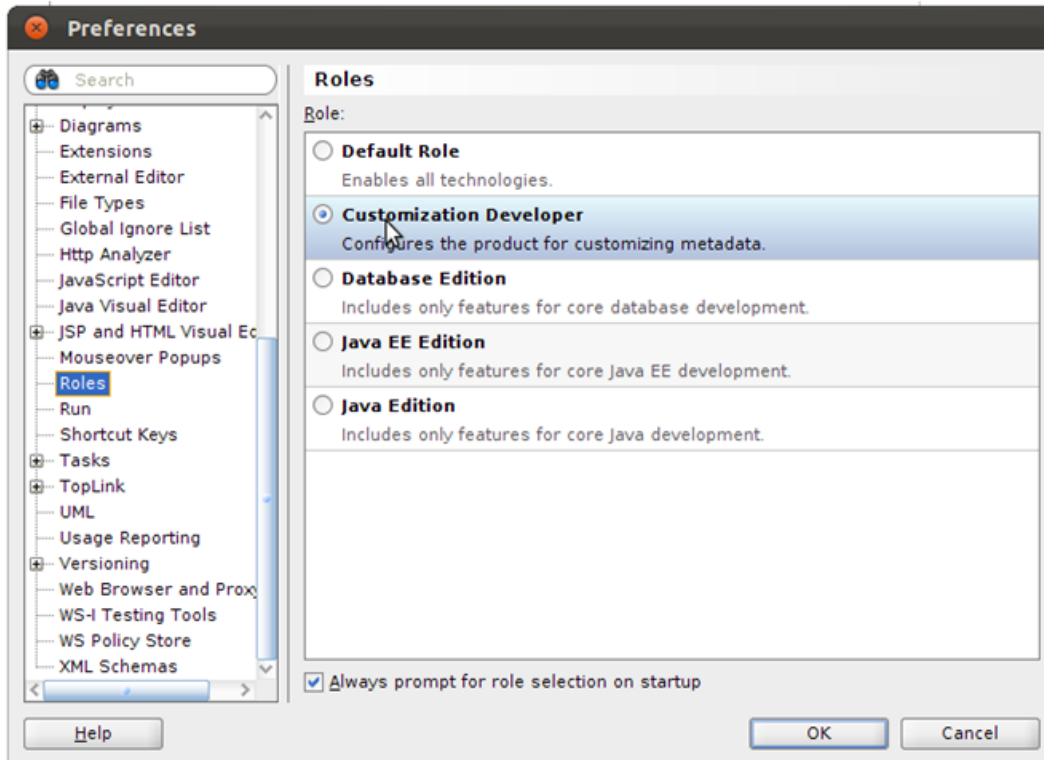 Preferences
Search
Diagrams
Extensions
External Editor
File Types
Global Ignore List
Http Analyzer
JavaScript Editor
Java Visual Editor
JSP and HTML Visual Ec
Mouseover Popups
Roles
Run
Shortcut Keys
Tasks
TopLink
UML
Usage Reporting
Versioning
Web Browser and Proxy
WS-I Testing Tools
WS Policy Store
XML Schemas
Roles
Role:
Default Role
Enables all technologies.
Customization Developer
Configures the product for customizing metadata.
Database Edition
Includes only features for core database development.
Java EE Edition
Includes only features for core Java EE development.
Java Edition
Includes only features for core Java development.
Always prompt for role selection on startup
Help
OK
Cancel